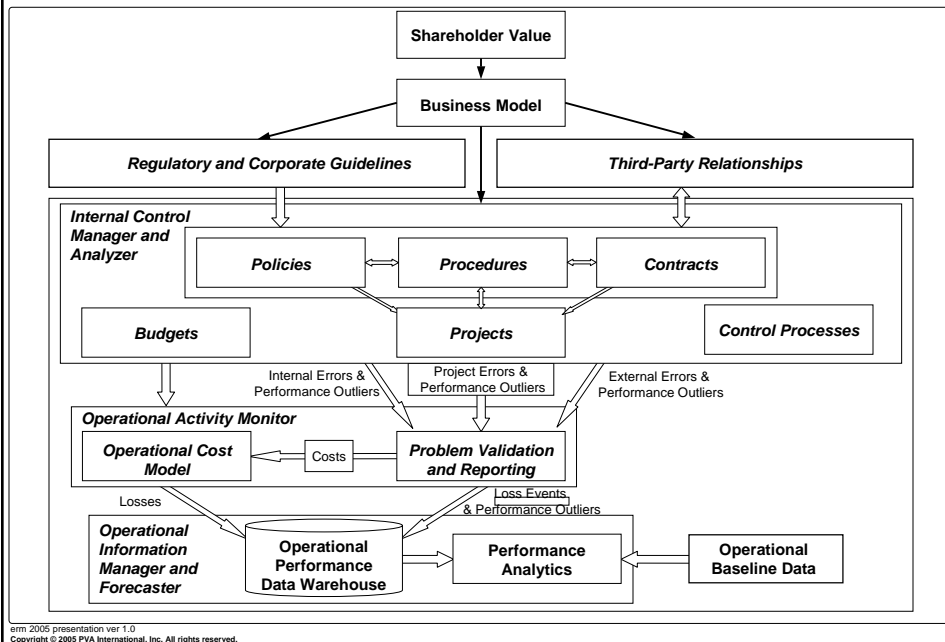 Shareholder Value
Business Model
Regulatory and Corporate Guidelines
Third-Party Relationships
Internal Control
Manager and
Analyzer
Policies
Procedures
Contracts
Budgets
Projects
Control Processes
Internal Errors &
Performance Outliers
Project Errors &
Performance Outliers
External Errors &
Performance Outliers
Operational Activity Monitor
Operational Cost
Model
Costs
Problem Validation
and Reporting
Losses
Loss Events
& Performance Outliers
Operational
Information
Manager and
Forecaster
Operational
Performance
Data Warehouse
Performance
Analytics
Operational
Baseline Data
erm 2005 presentation ver 1.0
Copyright © 2005 PVA International, Inc. All rights reserved.